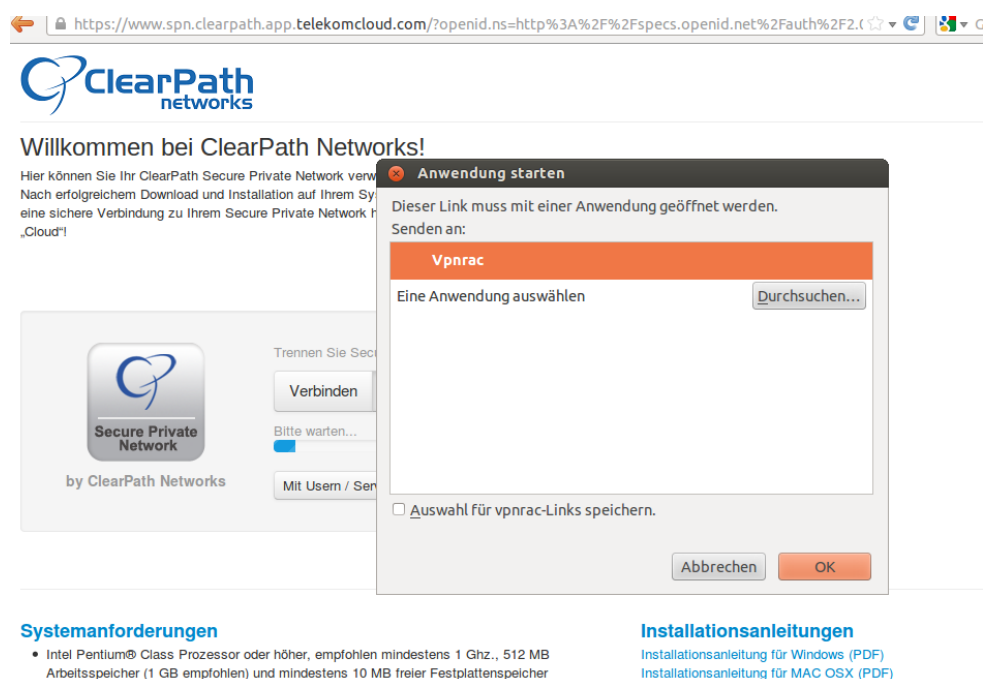 https://www.spn.clearpath.app.telekomcloud.com/?openid.ns=http%3A%2F%2Fspecs.openid.net%2Fauth%2F2.(
ClearPath
networks
Willkommen bei ClearPath Networks!
Hier können Sie Ihr ClearPath Secure Private Network verw
Nach erfolgreichem Download und Installation auf Ihrem Sy
eine sichere Verbindung zu Ihrem Secure Private Network h
„Cloud“!
Anwendung starten
Dieser Link muss mit einer Anwendung geöffnet werden.
Senden an:
Vpnrac
Eine Anwendung auswählen
Durchsuchen...
Auswahl für vpnrac-Links speichern.
Abbrechen
OK
Secure Private
Network
by ClearPath Networks
Trennen Sie Secu
Verbinden
Bitte warten...
Mit Usern / Serv
Systemanforderungen
• Intel Pentium® Class Prozessor oder höher, empfohlen mindestens 1 Ghz., 512 MB
Arbeitsspeicher (1 GB empfohlen) und mindestens 10 MB freier Festplattenspeicher
Installationsanleitungen
Installationsanleitung für Windows (PDF)
Installationsanleitung für MAC OSX (PDF)